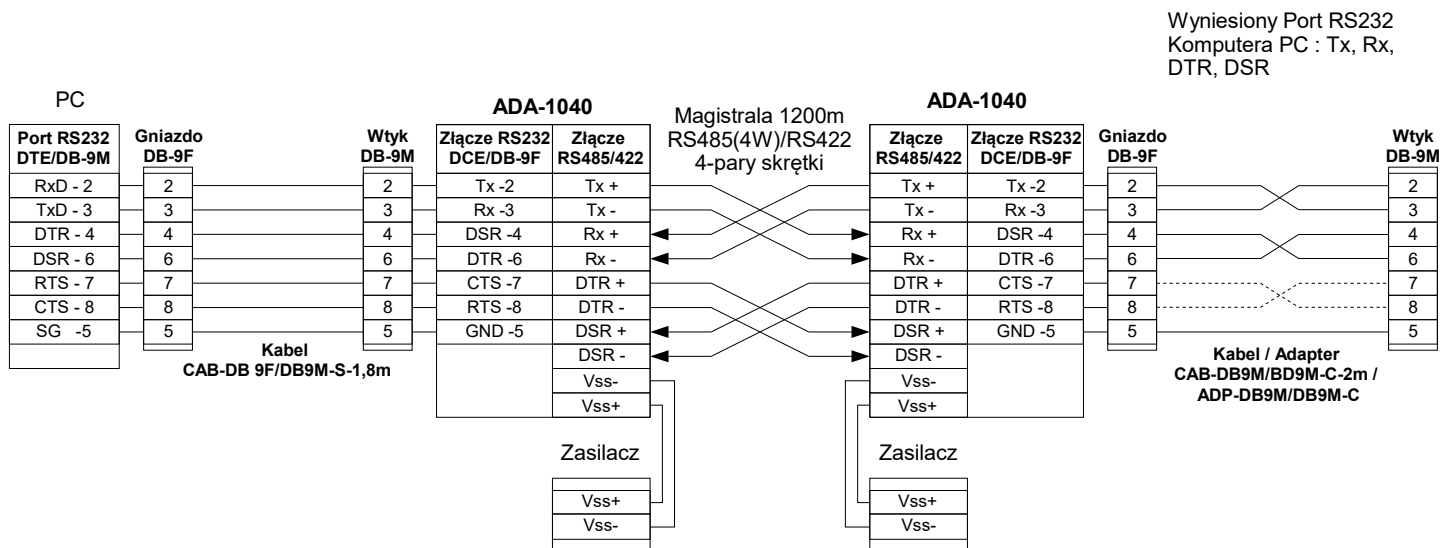 Wyniesiony Port RS232
Komputera PC : Tx, Rx,
DTR, DSR
PC
ADA-1040
Magistrala 1200m
RS485(4W)/RS422
4-pary skrętki
ADA-1040
Port RS232
DTE/DB-9M
RxD - 2
TxD - 3
DTR - 4
DSR - 6
RTS - 7
CTS - 8
SG -5
Gniazdo
DB-9F
2
3
4
6
7
8
5
Kabel
CAB-DB 9F/DB9M-S-1,8m
Wtyk
DB-9M
2
3
4
6
7
8
5
Złącze RS232
DCE/DB-9F
Tx -2
Rx -3
DSR -4
DTR -6
CTS -7
RTS -8
GND -5
Złącze
RS485/422
Tx +
Tx -
Rx +
Rx -
DTR +
DTR -
DSR +
DSR -
Vss-
Vss+
Zasilacz
Vss+
Vss-
Złącze
RS485/422
Tx +
Tx -
Rx +
Rx -
DTR +
DTR -
DSR +
DSR -
Vss-
Vss+
Zasilacz
Vss+
Vss-
Złącze RS232
DCE/DB-9F
Tx -2
Rx -3
DSR -4
DTR -6
CTS -7
RTS -8
GND -5
Gniazdo
DB-9F
2
3
4
6
7
8
5
Kabel / Adapter
CAB-DB9M/BD9M-C-2m /
ADP-DB9M/DB9M-C
Wtyk
DB-9M
2
3
4
6
7
8
5